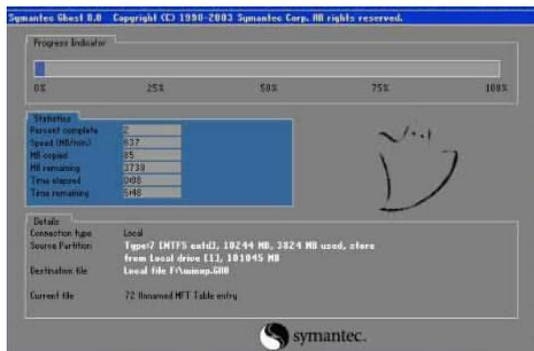 Symantec Ghost 8.0 Copyright (C) 1998-2003 Symantec Corp. All rights reserved.
Progress Indicator
0% 25% 50% 75% 100%
Statistics
Percent complete 2
Speed (MB/min) 637
MB copied 85
MB remaining 3739
Time elapsed 0:08
Time remaining 5:48
Details
Connection type Local
Source Partition Type:7 [NTFS extd], 10244 MB, 3824 MB used, store
from Local drive [1], 101045 MB
Destination file Local file F:\winxp.GHO
Current file 72 Unnamed MFT Table entry
symantec.